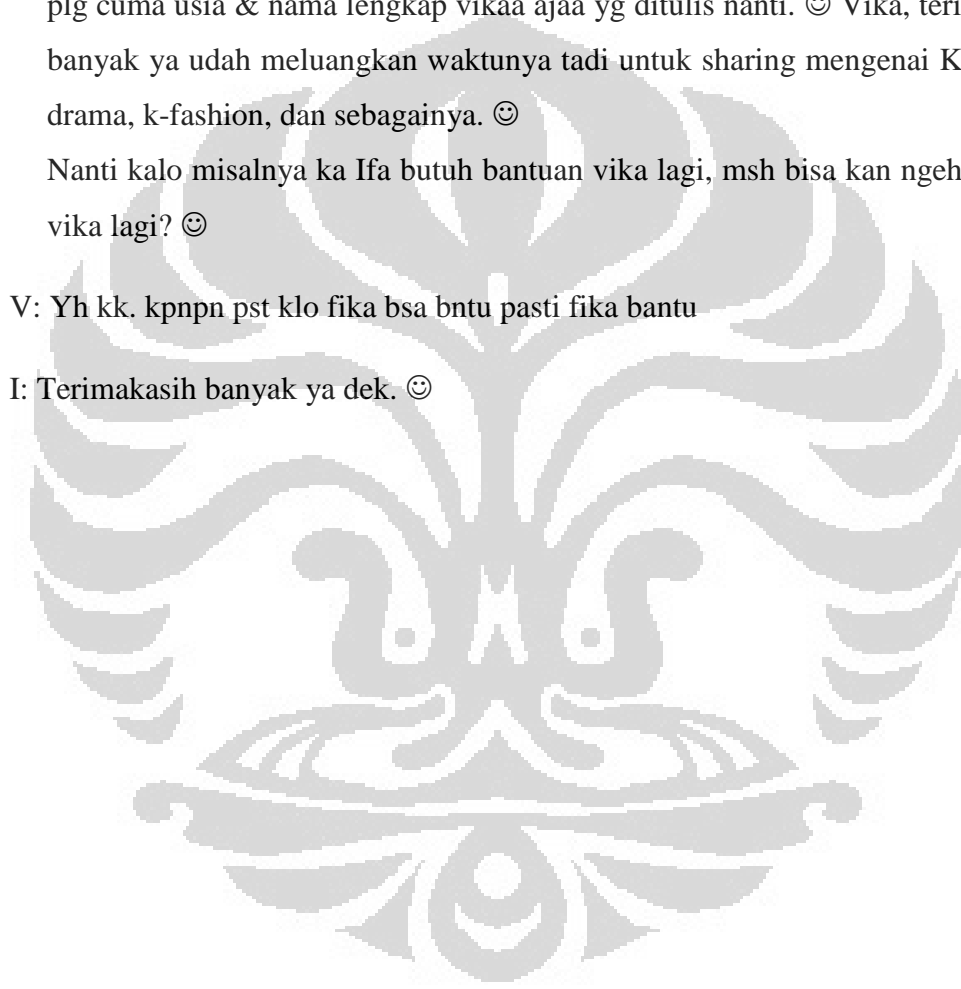 plg cuma usia & nama lengkap vikaa ajaa yg ditulis nanti. ☺ Vika, teri
banyak ya udah meluangkan waktunya tadi untuk sharing mengenai K
drama, k-fashion, dan sebagainya. ☺
Nanti kalo misalnya ka Ifa butuh bantuan vika lagi, msh bisa kan ngeh
vika lagi? ☺
V: Yh kk. kpnpn pst klo fika bsa bntu pasti fika bantu
I: Terimakasih banyak ya dek. ☺